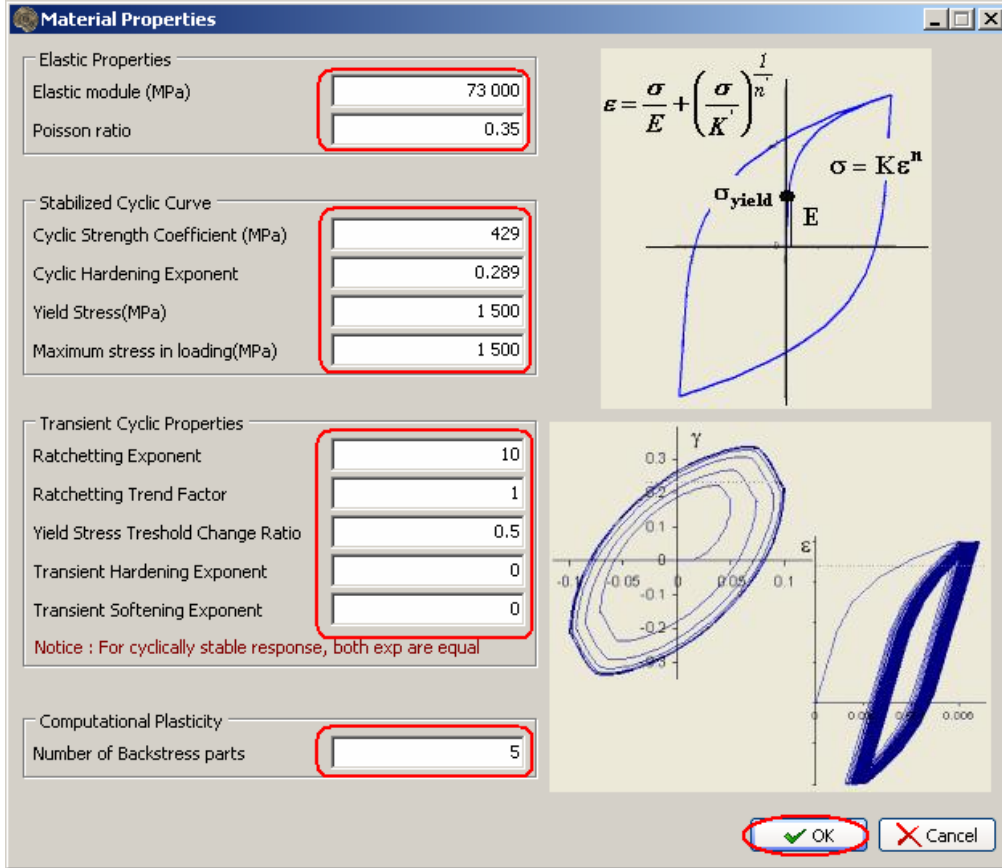 Material Properties
Elastic Properties
Elastic module (MPa) 73 000
Poisson ratio 0.35
Stabilized Cyclic Curve
Cyclic Strength Coefficient (MPa) 429
Cyclic Hardening Exponent 0.289
Yield Stress(MPa) 1 500
Maximum stress in loading(MPa) 1 500
Transient Cyclic Properties
Ratchetting Exponent 10
Ratchetting Trend Factor 1
Yield Stress Treshold Change Ratio 0.5
Transient Hardening Exponent 0
Transient Softening Exponent 0
Notice : For cyclically stable response, both exp are equal
Computational Plasticity
Number of Backstress parts 5
ε = σ/E + (σ/K')^(1/n')
σ = Kε^n
σ_yield
E
γ
0.3
0.2
0.1
0
-0.1 -0.05 0 0.05 0.1
-0.1
-0.2
-0.3
ε
0 0.006
OK Cancel